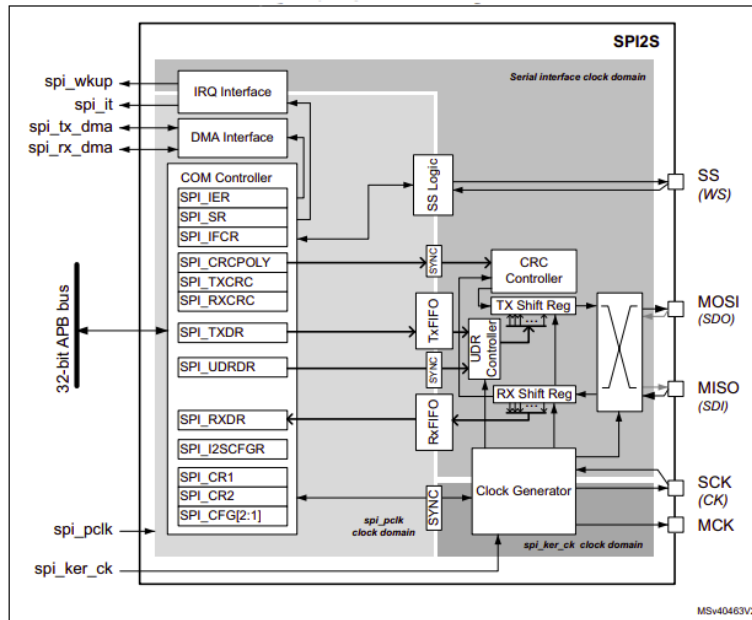 SPI2S
Serial interface clock domain
spi_wkup
spi_it
spi_tx_dma
spi_rx_dma
IRQ Interface
DMA Interface
COM Controller
SPI_IER
SPI_SR
SPI_IFCR
SPI_CRCPOLY
SPI_TXCRC
SPI_RXCRC
SPI_TXDR
SPI_UDRDR
SPI_RXDR
SPI_I2SCFGR
SPI_CR1
SPI_CR2
SPI_CFG[2:1]
32-bit APB bus
spi_pclk
spi_ker_ck
SS Logic
SYNC
TxFIFO
SYNC
RxFIFO
SYNC
spi_pclk
clock domain
CRC
Controller
TX Shift Reg
UDR
Controller
RX Shift Reg
Clock Generator
spi_ker_ck clock domain
SS
(WS)
MOSI
(SDO)
MISO
(SDI)
SCK
(CK)
MCK
MSv40463V2